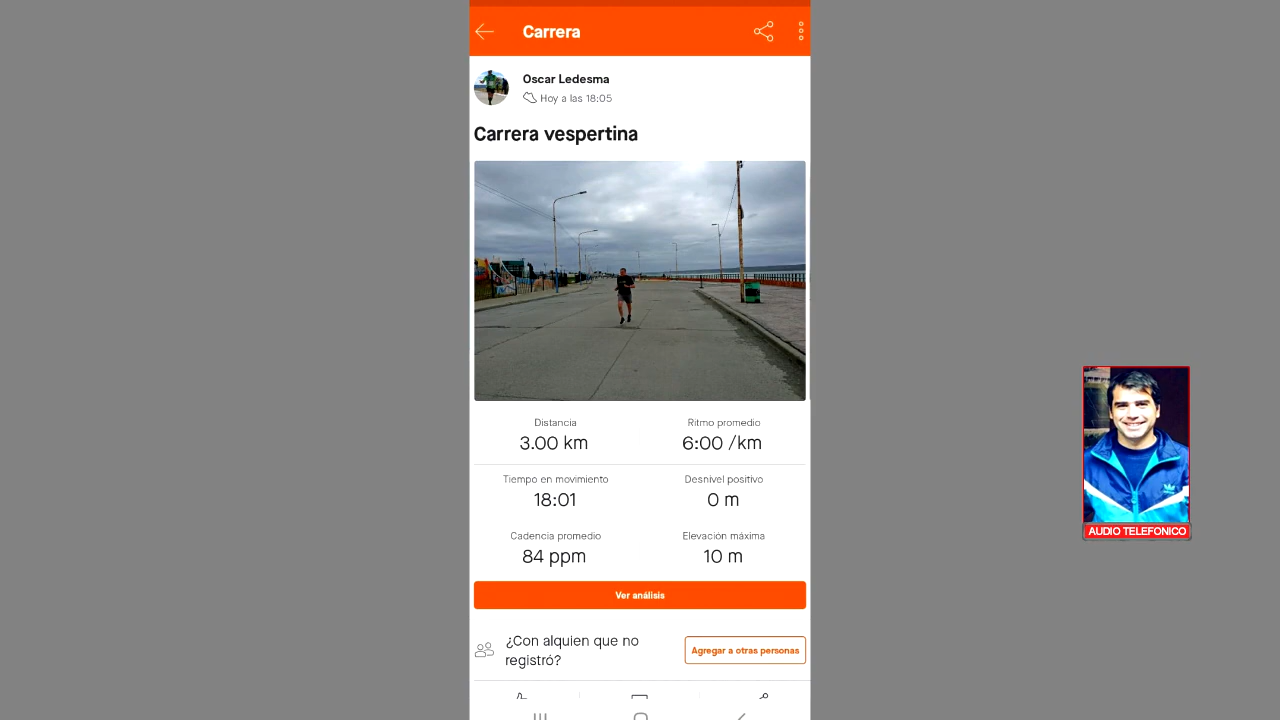 Carrera
Oscar Ledesma
Hoy a las 18:05
Carrera vespertina
Distancia
3.00 km
Ritmo promedio
6:00 /km
Tiempo en movimiento
18:01
Desnivel positivo
0 m
Cadencia promedio
84 ppm
Elevación máxima
10 m
Ver análisis
¿Con alguien que no
registró?
Agregar a otras personas
AUDIO TELEFONICO